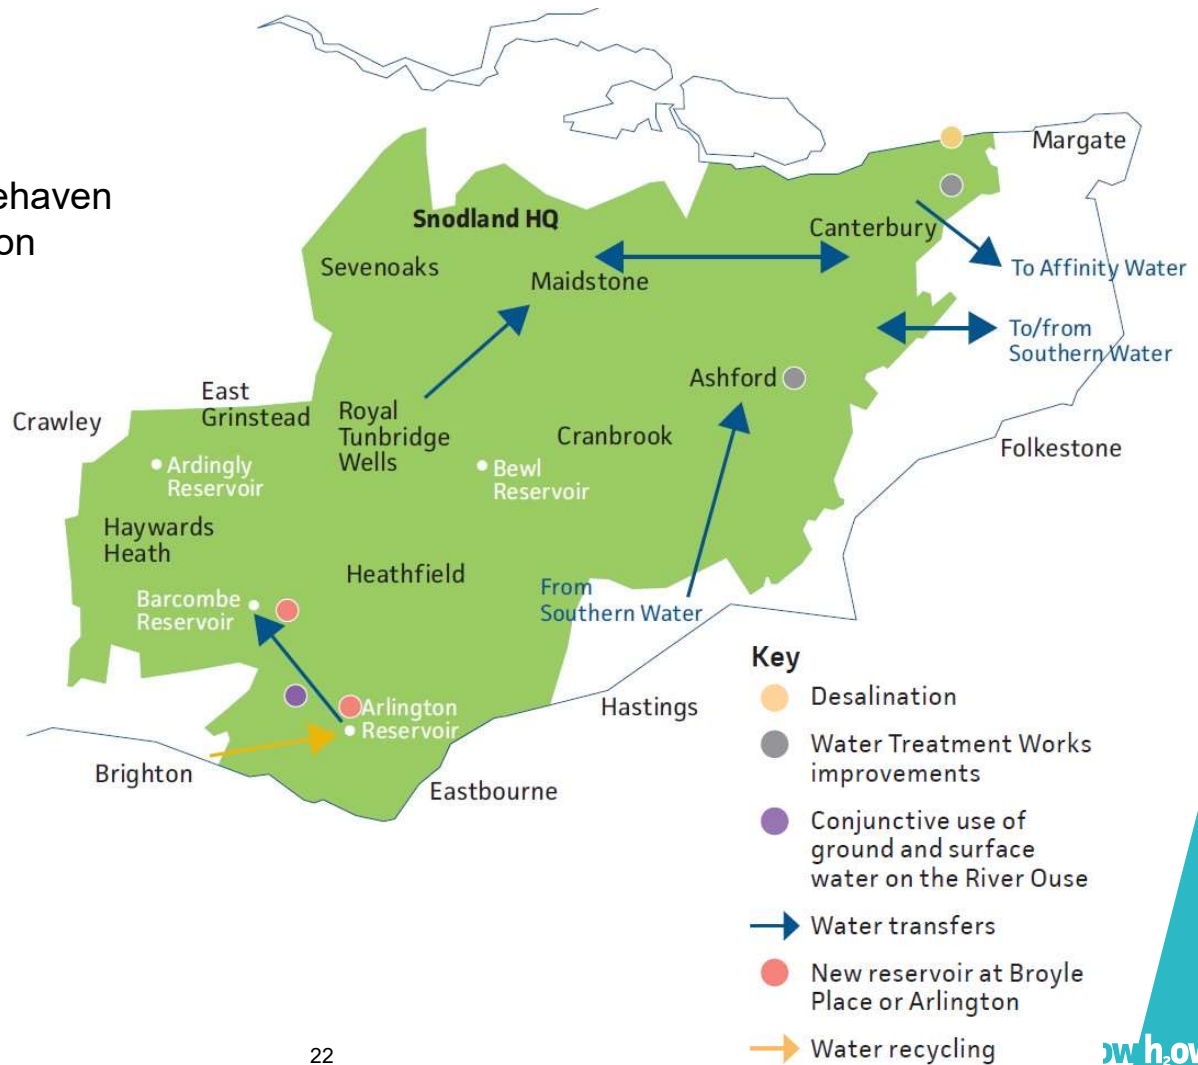 ehaven
on
Margate
Snodland HQ
Canterbury
Sevenoaks
Maidstone
To Affinity Water
To/from
Southern Water
Ashford
East
Grinstead
Crawley
Royal
Tunbridge
Wells
Cranbrook
Folkestone
Ardingly
Reservoir
Bewl
Reservoir
Haywards
Heath
Heathfield
From
Southern Water
Barcombe
Reservoir
Arlington
Reservoir
Hastings
Brighton
Eastbourne
Key
Desalination
Water Treatment Works
improvements
Conjunctive use of
ground and surface
water on the River Ouse
Water transfers
New reservoir at Broyle
Place or Arlington
Water recycling
22